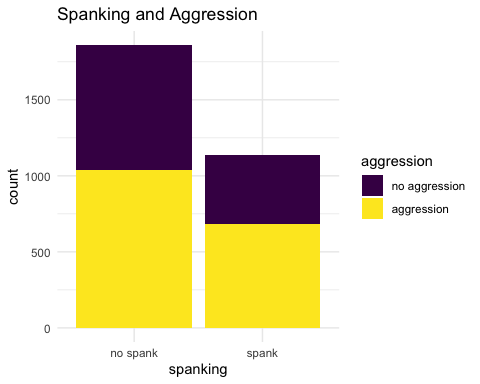 Spanking and Aggression
count
1500
1000
500
0
no spank
spank
spanking
aggression
no aggression
aggression